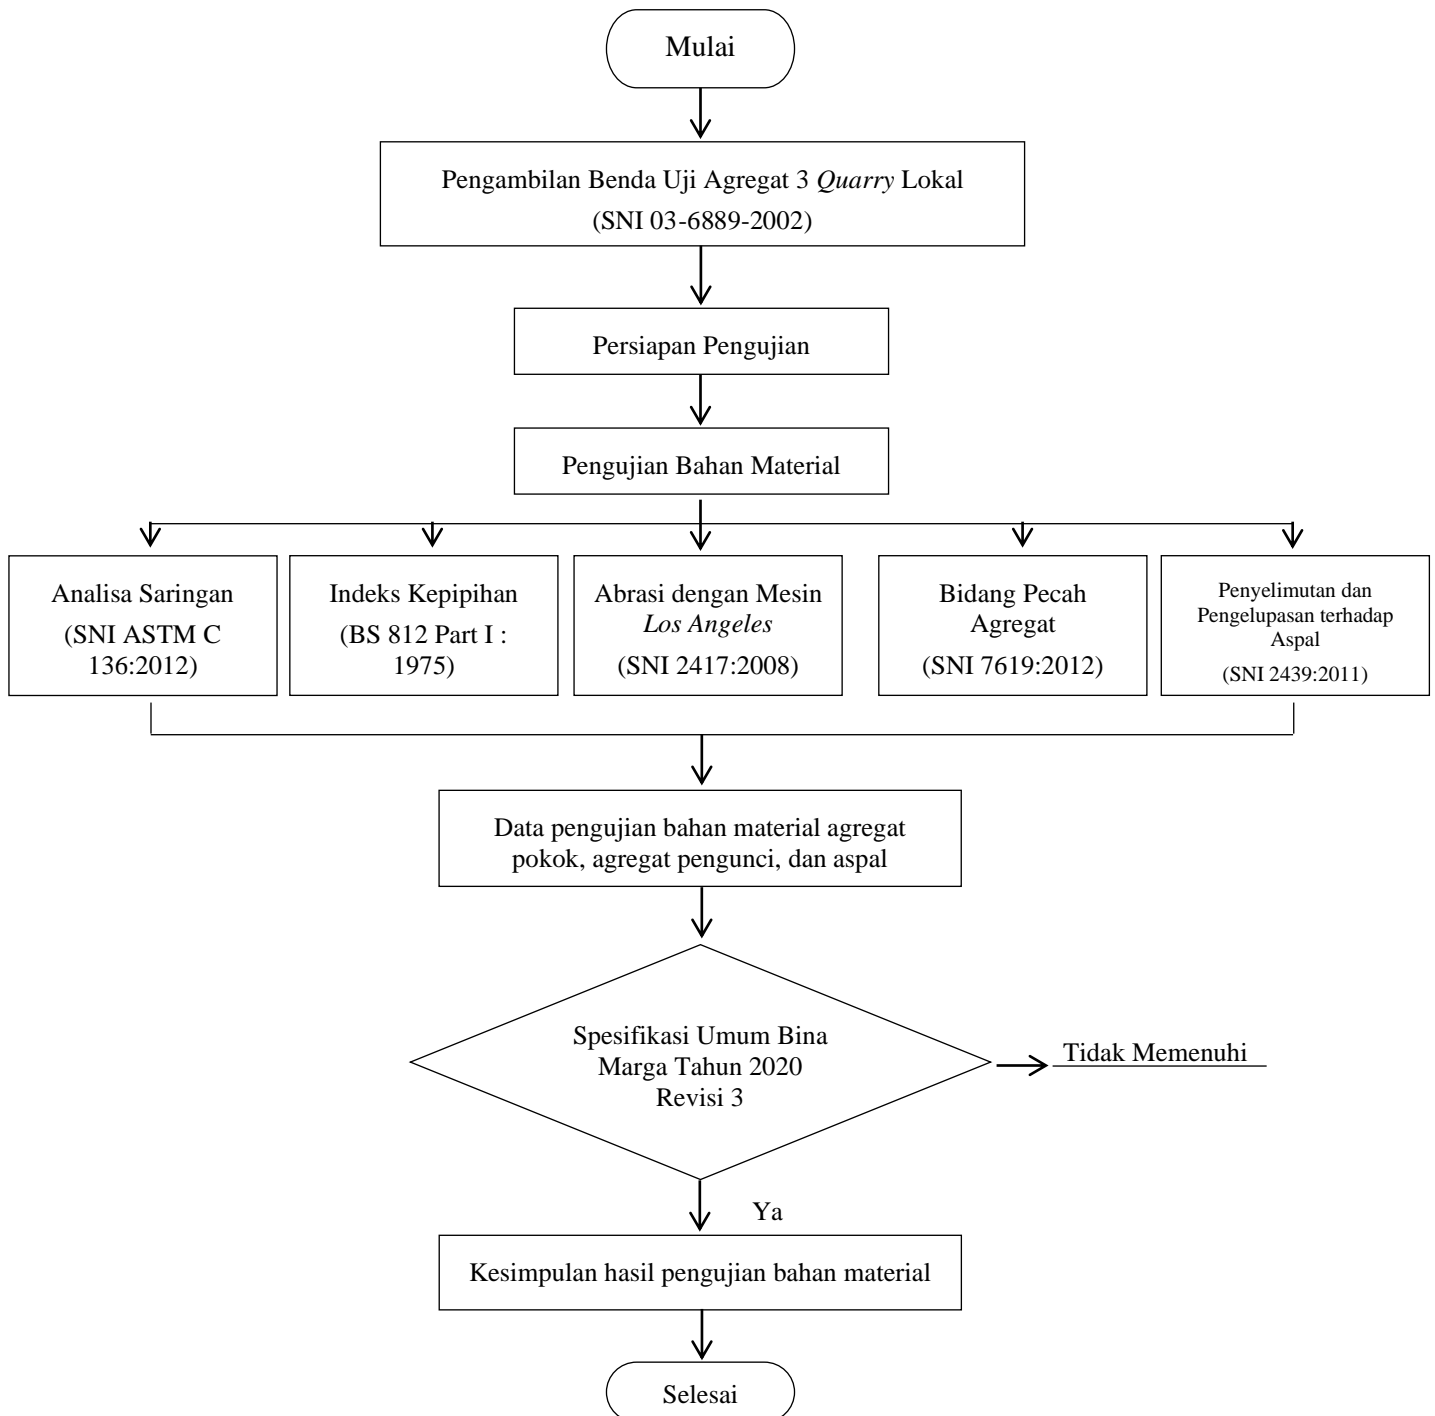 Mulai
Pengambilan Benda Uji Agregat 3 Quarry Lokal
(SNI 03-6889-2002)
Persiapan Pengujian
Pengujian Bahan Material
Analisa Saringan
(SNI ASTM C
136:2012)
Indeks Kepipihan
(BS 812 Part I :
1975)
Abrasi dengan Mesin
Los Angeles
(SNI 2417:2008)
Bidang Pecah
Agregat
(SNI 7619:2012)
Penyelimutan dan
Pengelupasan terhadap
Aspal
(SNI 2439:2011)
Data pengujian bahan material agregat
pokok, agregat pengunci, dan aspal
Spesifikasi Umum Bina
Marga Tahun 2020
Revisi 3
Tidak Memenuhi
Ya
Kesimpulan hasil pengujian bahan material
Selesai